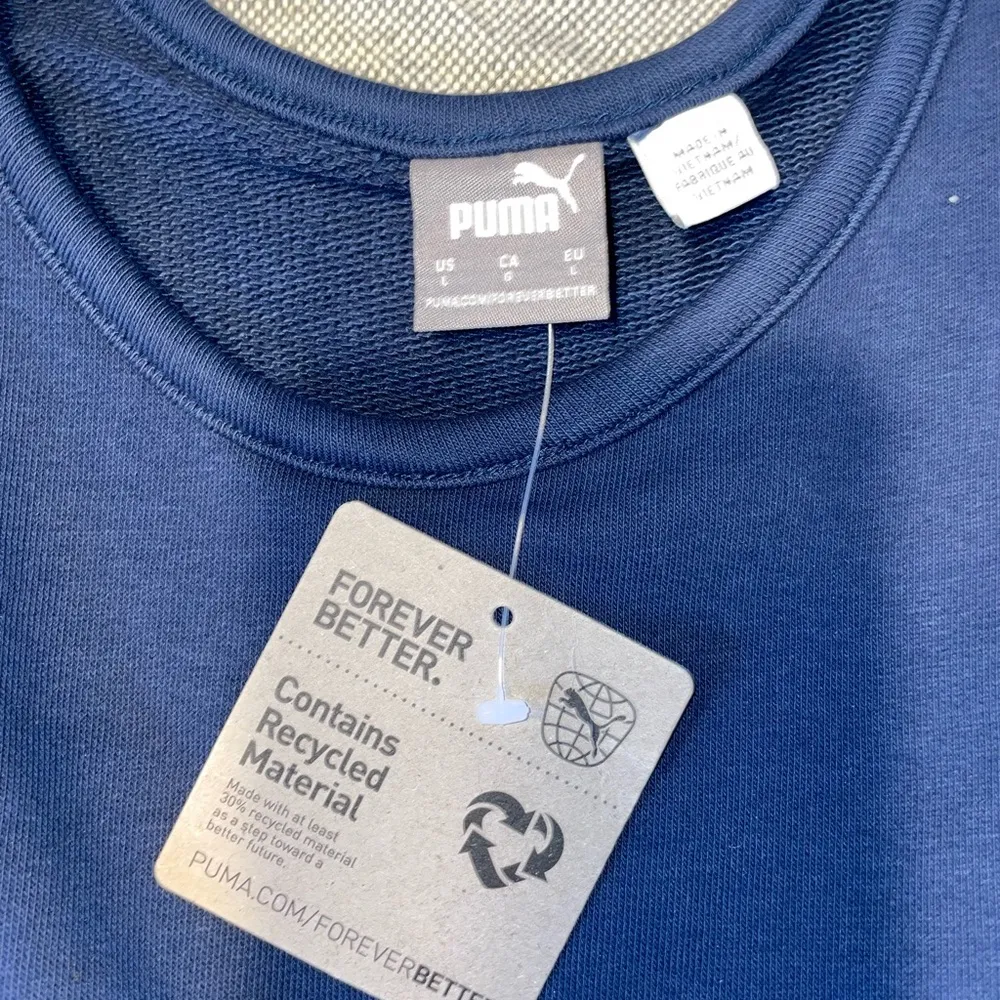 PUMA
US CA EU
L G L
PUMA.COM/FOREVERBETTER
MADE IN
VIETNAM/
FABRIQUÉ AU
VIETNAM
FOREVER
BETTER.
Contains
Recycled
Material
Made with at least
30% recycled material
as a step toward a
better future.
PUMA.COM/FOREVERBETTER